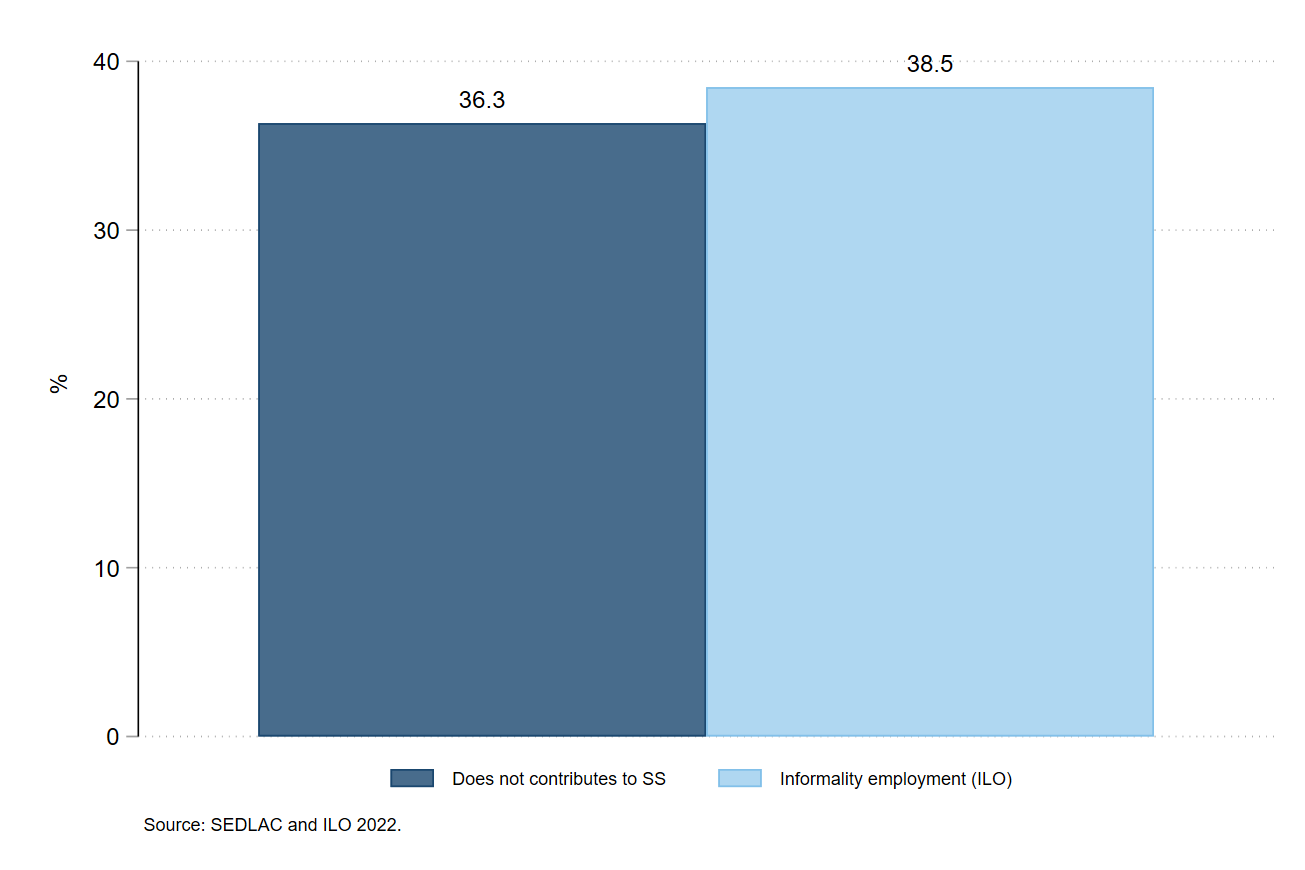 40
38.5
36.3
30
%
20
10
0
Does not contributes to SS
Informality employment (ILO)
Source: SEDLAC and ILO 2022.